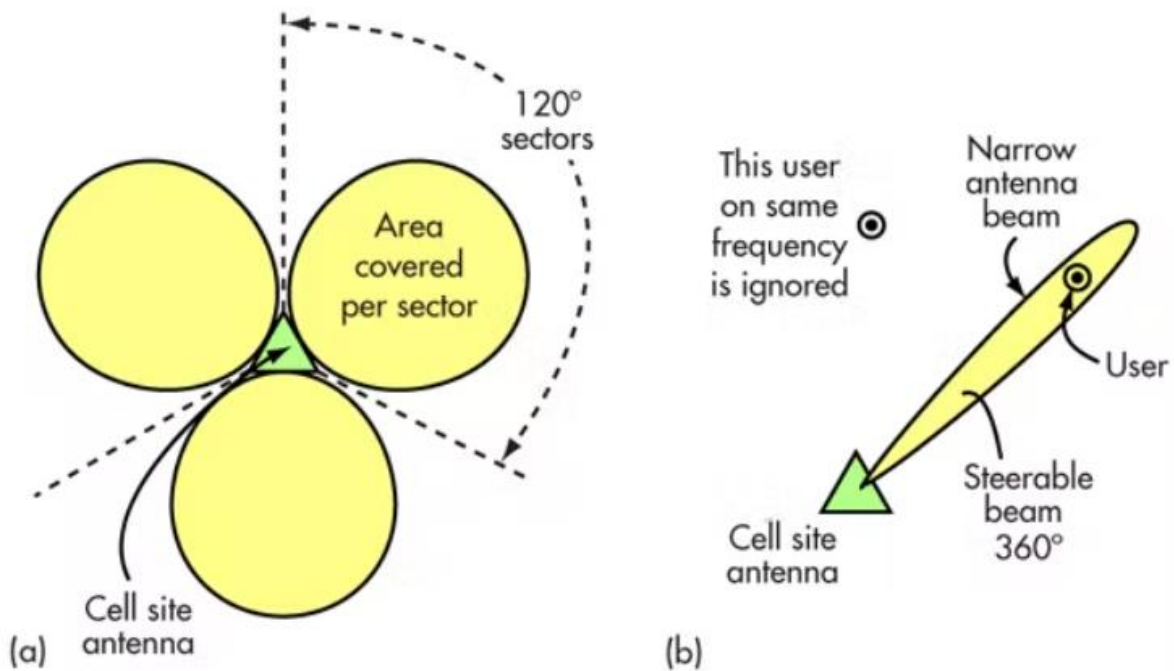 120°
sectors
Area
covered
per sector
Cell site
antenna
(a)
This user
on same
frequency
is ignored
Narrow
antenna
beam
User
Steerable
beam
360°
Cell site
antenna
(b)